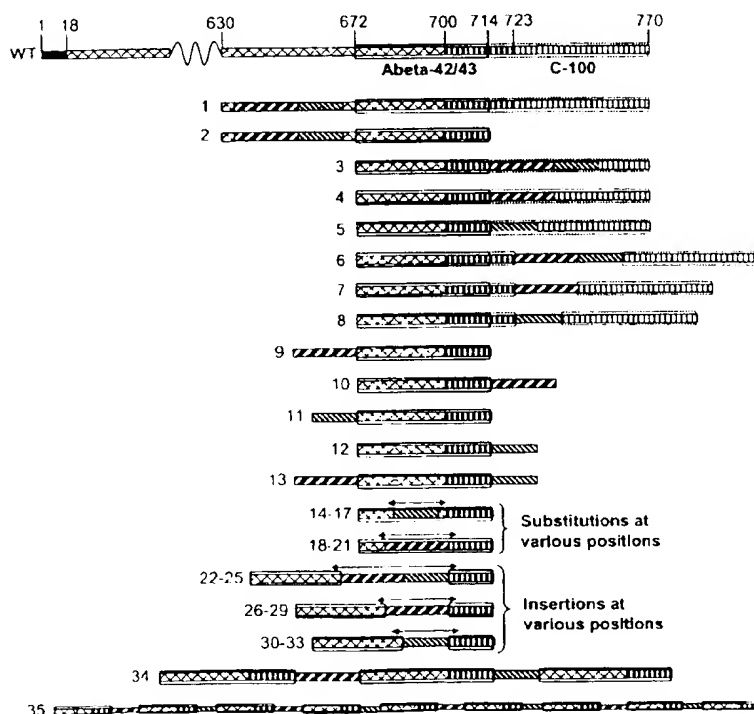 1 18 630 672 700 714 723 770
WT
Abeta-42/43 C-100
1
2
3
4
5
6
7
8
9
10
11
12
13
14-17
Substitutions at
various positions
18-21
22-25
26-29
Insertions at
various positions
30-33
34
35